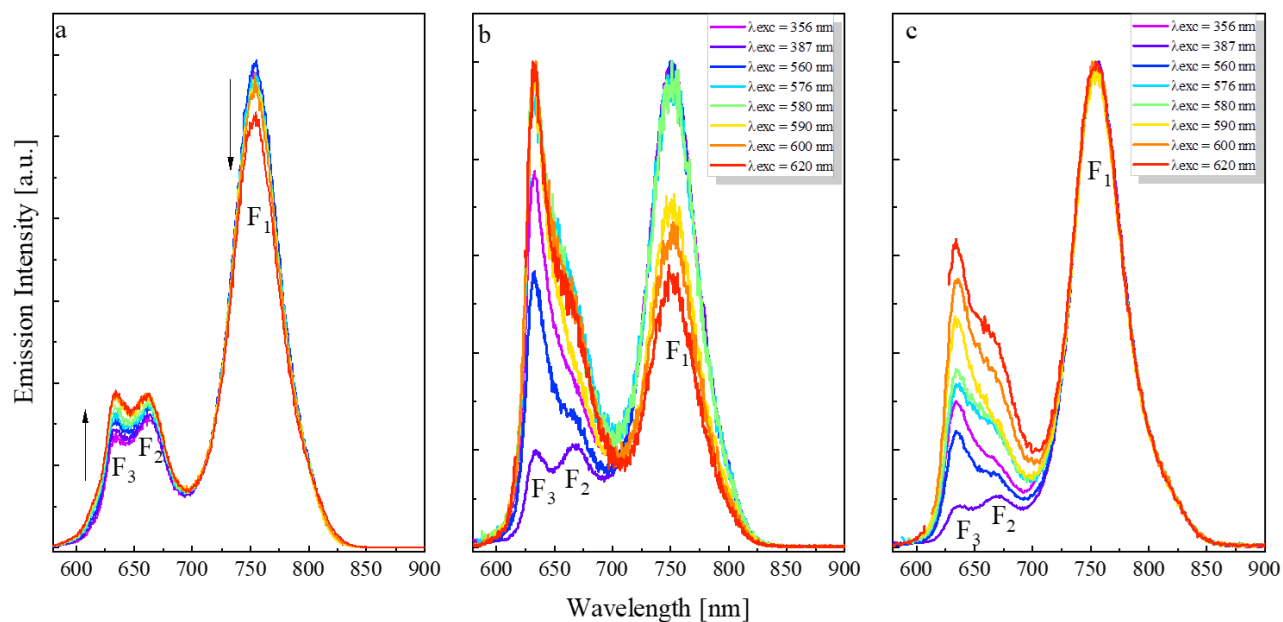 Emission Intensity [a.u.]
a
F₁
F₃
F₂
600 650 700 750 800 850 900
b
λexc = 356 nm
λexc = 387 nm
λexc = 560 nm
λexc = 576 nm
λexc = 580 nm
λexc = 590 nm
λexc = 600 nm
λexc = 620 nm
F₁
F₃
F₂
600 650 700 750 800 850 900
c
λexc = 356 nm
λexc = 387 nm
λexc = 560 nm
λexc = 576 nm
λexc = 580 nm
λexc = 590 nm
λexc = 600 nm
λexc = 620 nm
F₁
F₃
F₂
600 650 700 750 800 850 900
Wavelength [nm]